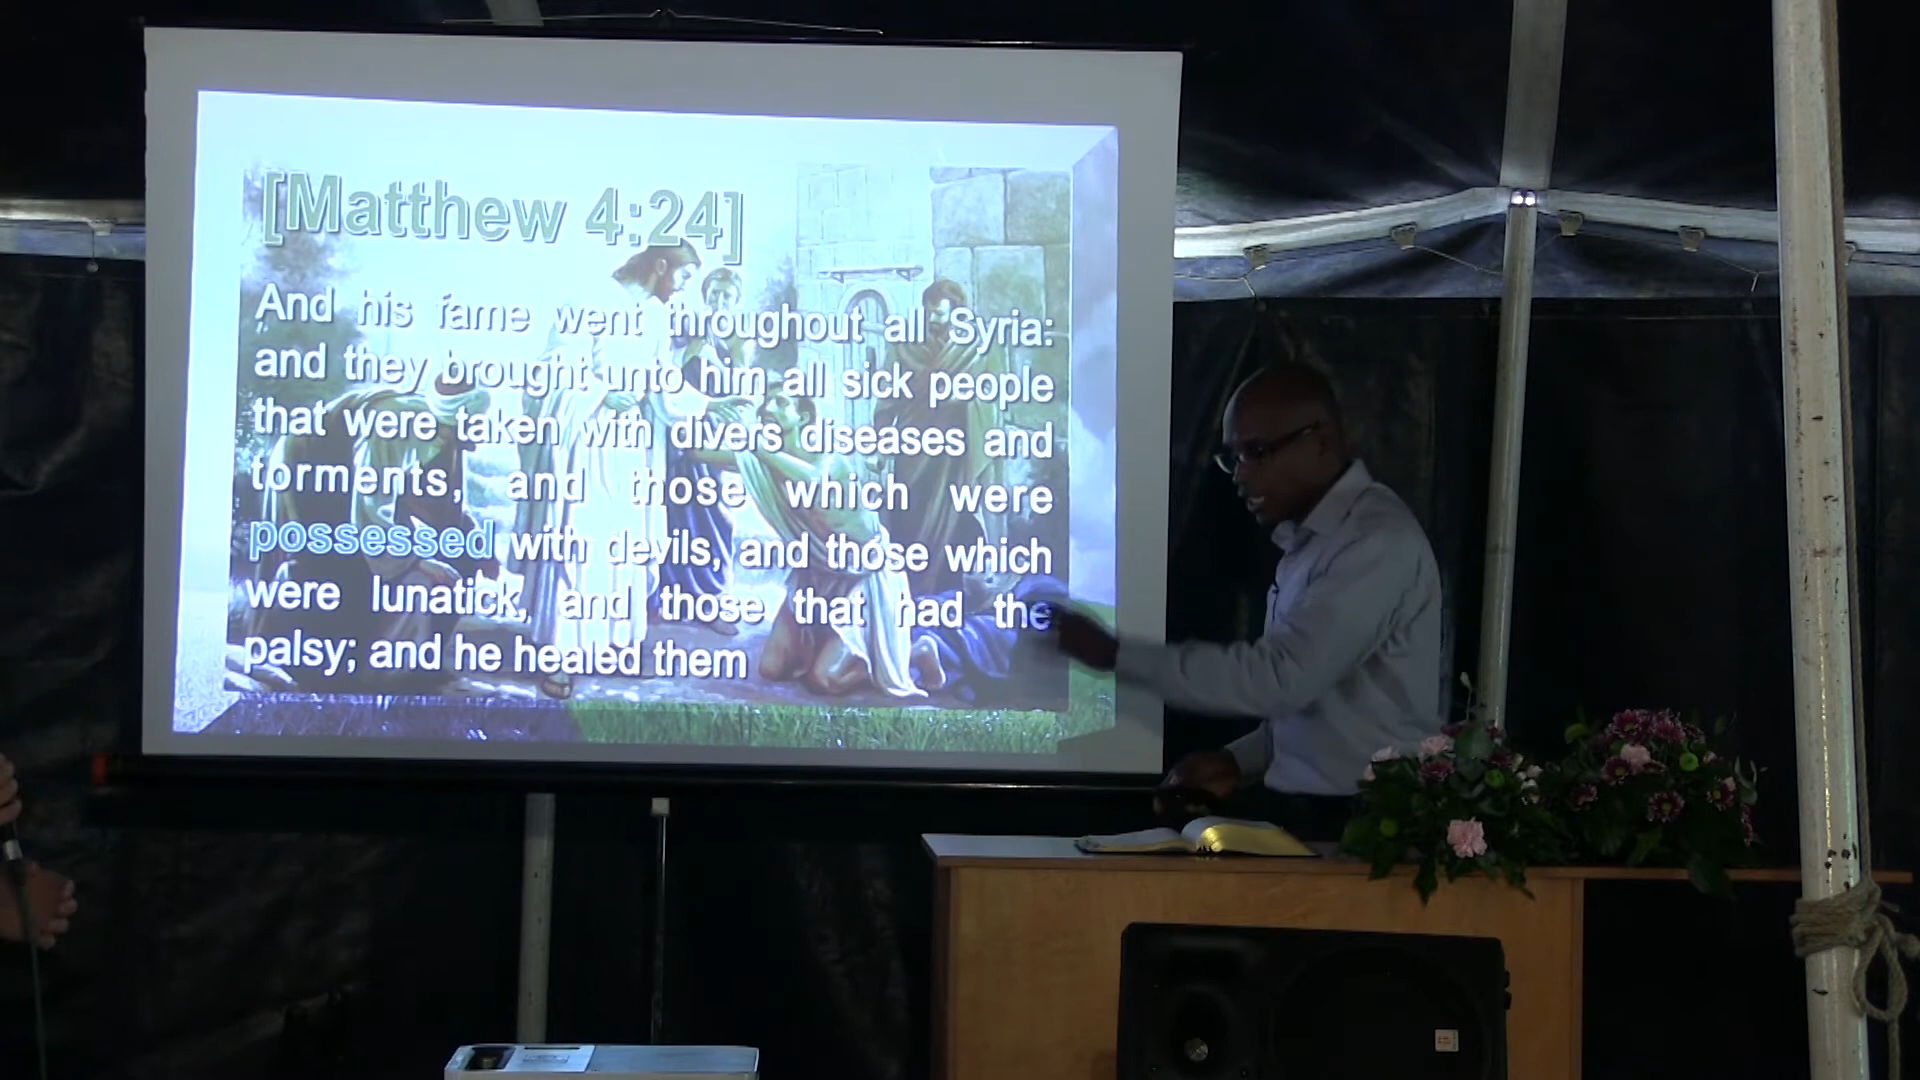 [Matthew 4:24]
And his fame went throughout all Syria:
and they brought unto him all sick people
that were taken with divers diseases and
torments, and those which were
possessed with devils, and those which
were lunatick, and those that had the
palsy; and he healed them